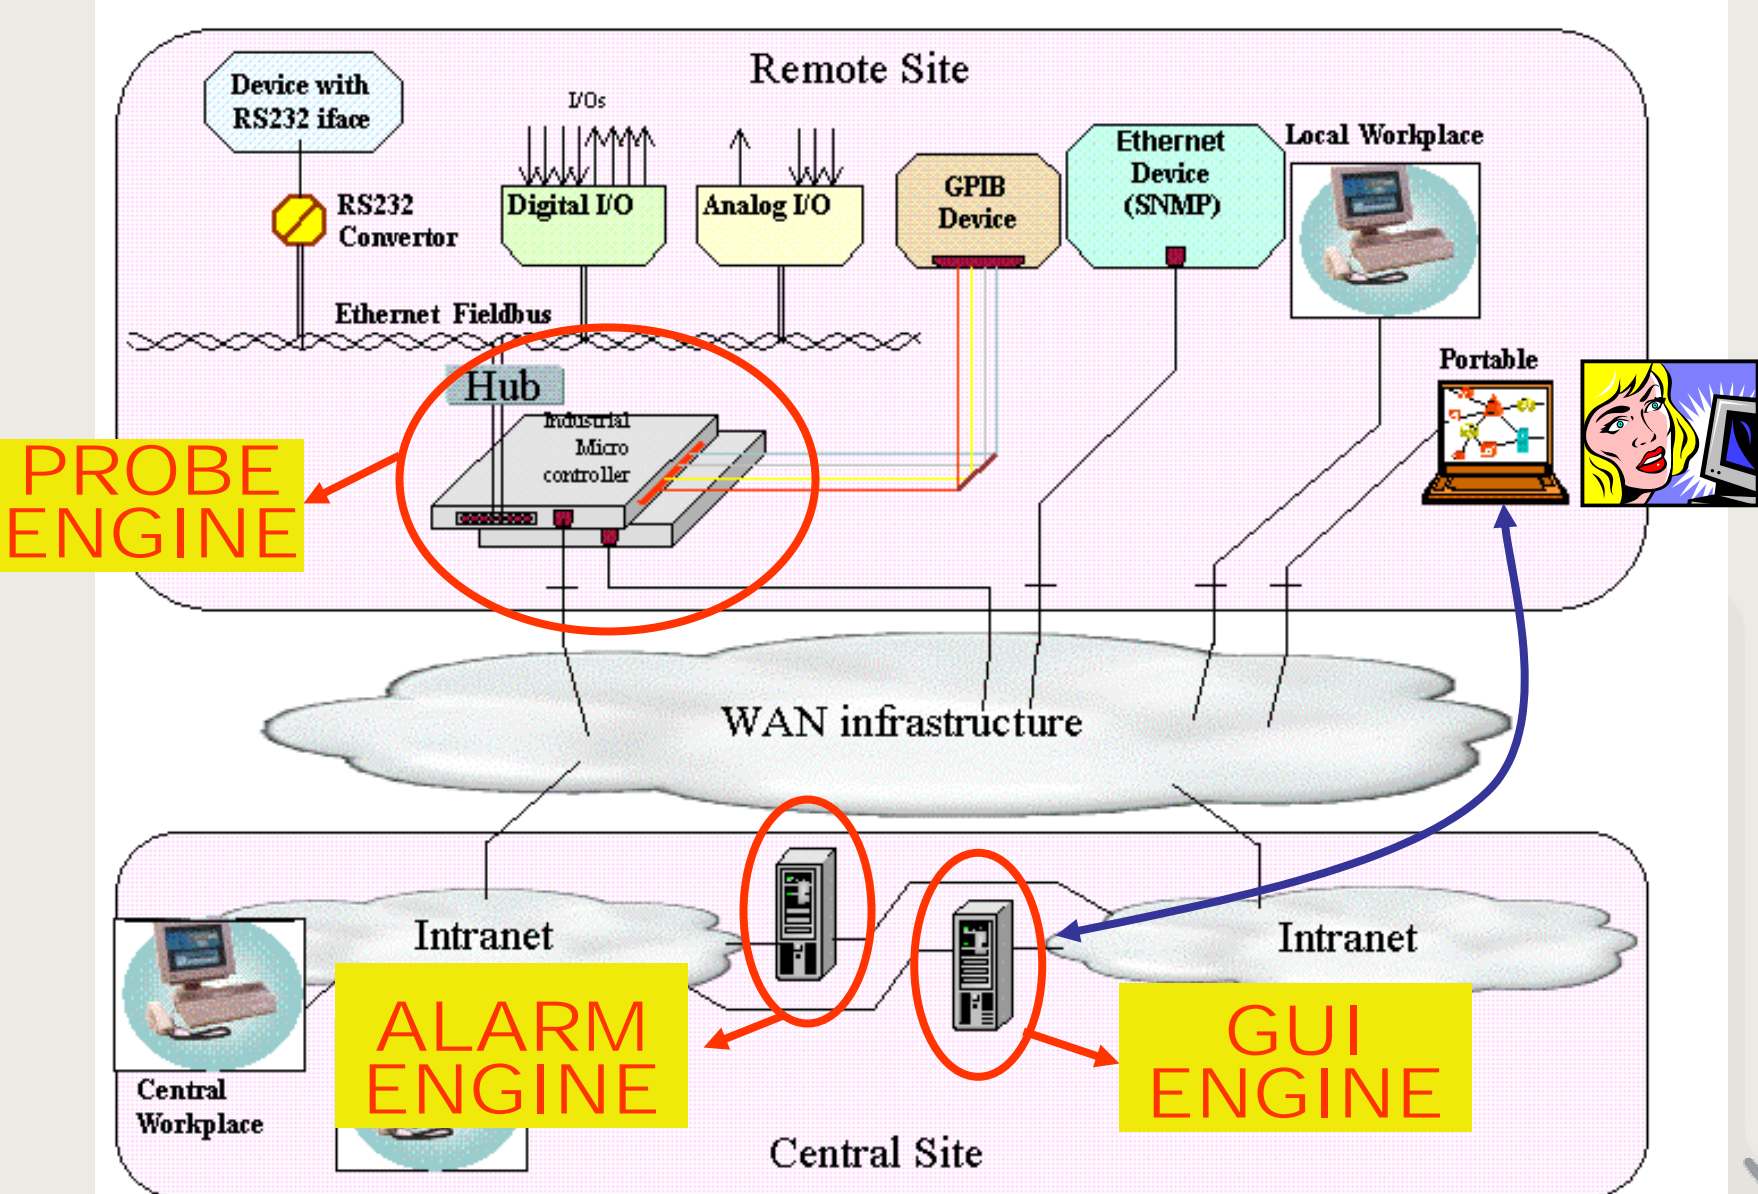 Remote Site
Device with
RS232 iface
I/Os
Ethernet
Device
(SNMP)
Local Workplace
GPIB
Device
RS232
Convertor
Digital I/O
Analog I/O
Ethernet Fieldbus
Portable
Hub
Industrial
Micro
controller
PROBE
ENGINE
WAN infrastructure
Intranet
Intranet
ALARM
ENGINE
GUI
ENGINE
Central
Workplace
Central Site